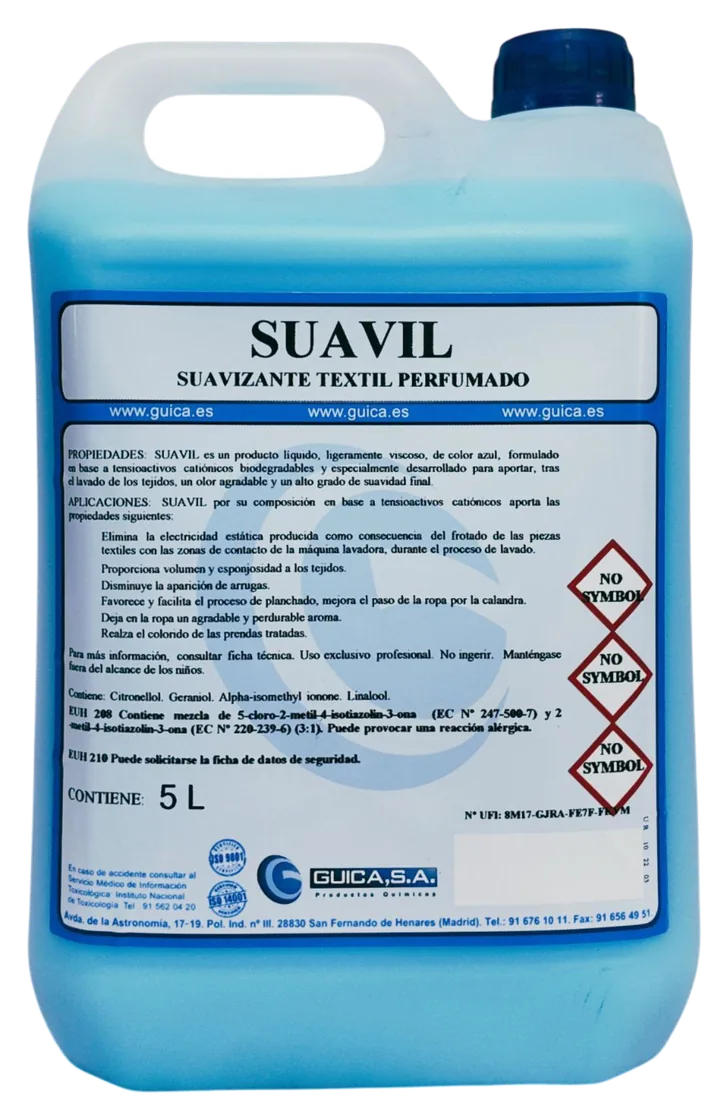 SUAVIL
SUAVIZANTE TEXTIL PERFUMADO
www.guica.es www.guica.es www.guica.es
PROPIEDADES: SUAVIL es un producto líquido, ligeramente viscoso, de color azul, formulado
en base a tensioactivos catiónicos biodegradables y especialmente desarrollado para aportar, tras
el lavado de los tejidos, un olor agradable y un alto grado de suavidad final.
APLICACIONES: SUAVIL por su composición en base a tensioactivos catiónicos aporta las
propiedades siguientes:
Elimina la electricidad estática producida como consecuencia del frotado de las piezas
textiles con las zonas de contacto de la máquina lavadora, durante el proceso de lavado.
Proporciona volumen y esponjosidad a los tejidos.
Disminuye la aparición de arrugas.
Favorece y facilita el proceso de planchado, mejora el paso de la ropa por la calandra.
Deja en la ropa un agradable y perdurable aroma.
Realza el colorido de las prendas tratadas.
NO
SYMBOL
NO
SYMBOL
NO
SYMBOL
Para más información, consultar ficha técnica. Uso exclusivo profesional. No ingerir. Manténgase
fuera del alcance de los niños.
Contiene: Citronellol. Geraniol. Alpha-isomethyl ionone. Linalool.
EUH 208 Contiene mezcla de 5-cloro-2-metil-4-isotiazolin-3-ona (EC Nº 247-500-7) y 2
-metil-4-isotiazolin-3-ona (EC Nº 220-239-6) (3:1). Puede provocar una reacción alérgica.
EUH 210 Puede solicitarse la ficha de datos de seguridad.
CONTIENE: 5 L
Nº UFI: 8M17-GJRA-FE7F-
En caso de accidente consultar al
Servicio Médico de Información
Toxicológica Instituto Nacional
de Toxicología Tel 91 562 04 20
ISO 9001
ISO 14001
GUICA,S.A.
Productos Químicos
Avda. de la Astronomía, 17-19. Pol. Ind. nº III. 28830 San Fernando de Henares (Madrid). Tel.: 91 676 10 11. Fax: 91 656 49 51